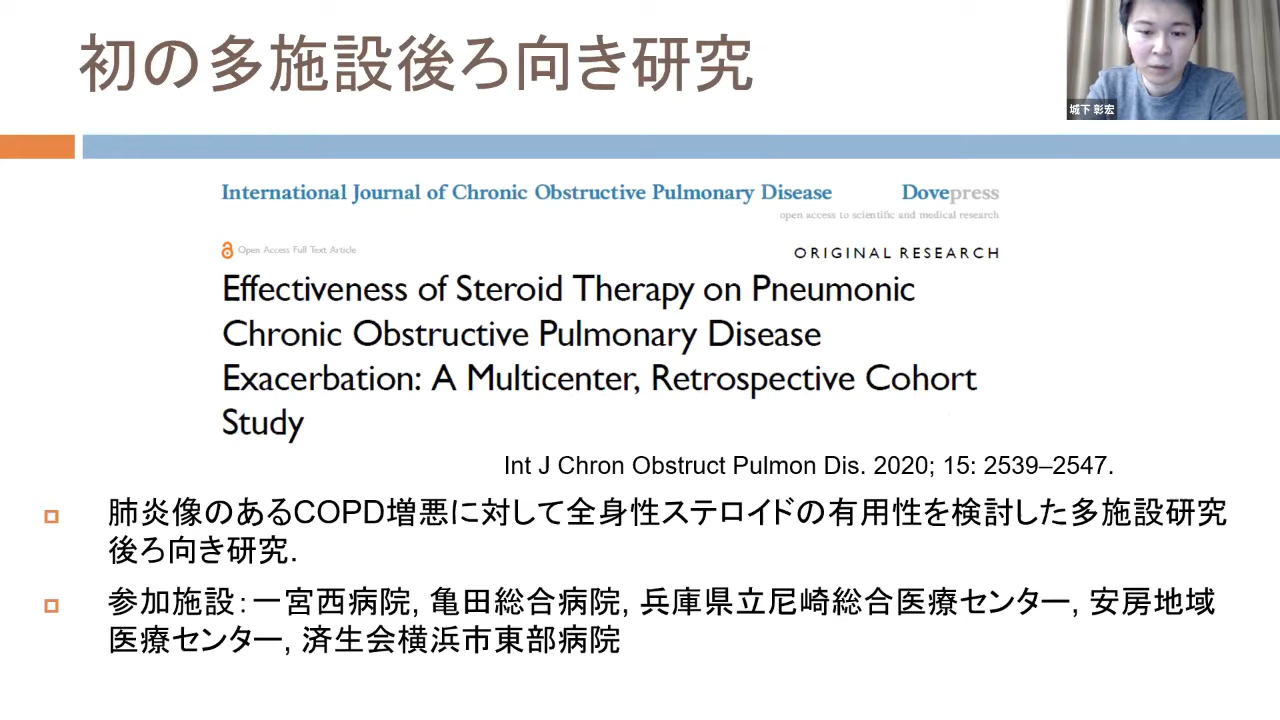 初の多施設後ろ向き研究
城下 彰宏
International Journal of Chronic Obstructive Pulmonary Disease
Dovepress
open access to scientific and medical research
Open Access Full Text Article
ORIGINAL RESEARCH
Effectiveness of Steroid Therapy on Pneumonic
Chronic Obstructive Pulmonary Disease
Exacerbation: A Multicenter, Retrospective Cohort
Study
Int J Chron Obstruct Pulmon Dis. 2020; 15: 2539–2547.
肺炎像のあるCOPD増悪に対して全身性ステロイドの有用性を検討した多施設研究
後ろ向き研究.
参加施設：一宮西病院, 亀田総合病院, 兵庫県立尼崎総合医療センター, 安房地域
医療センター, 済生会横浜市東部病院